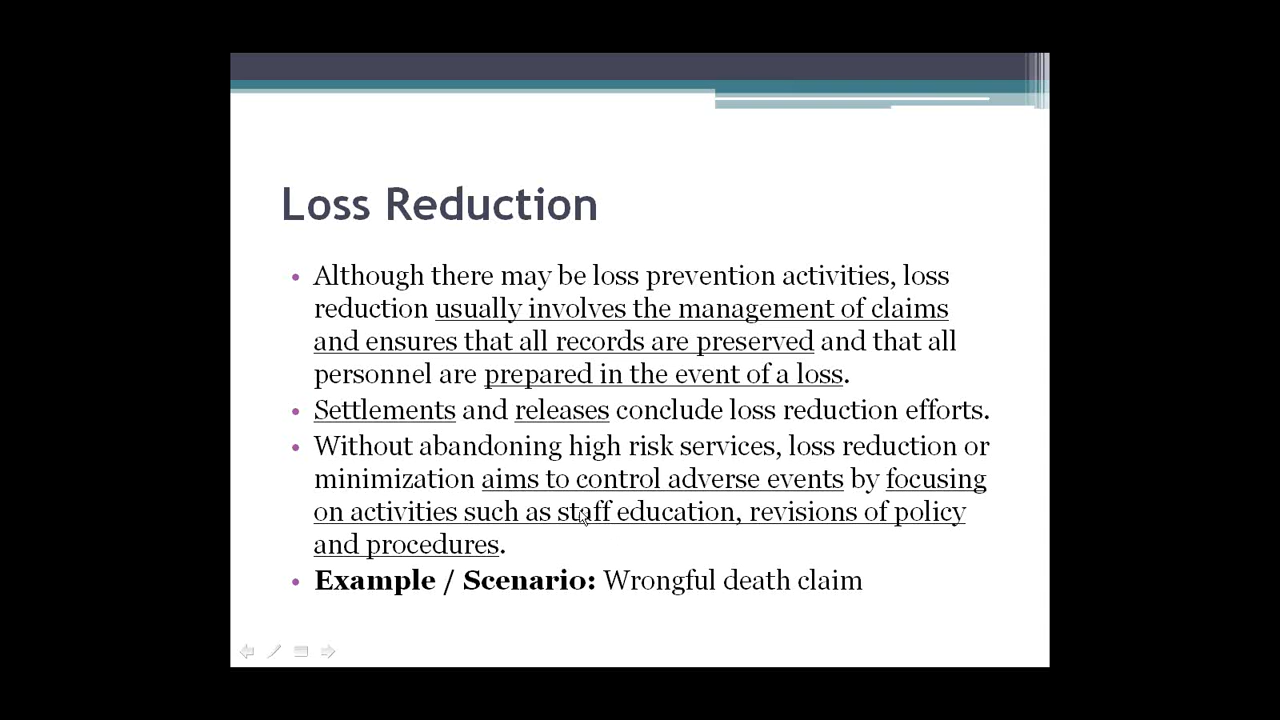 Loss Reduction
• Although there may be loss prevention activities, loss
reduction usually involves the management of claims
and ensures that all records are preserved and that all
personnel are prepared in the event of a loss.
• Settlements and releases conclude loss reduction efforts.
• Without abandoning high risk services, loss reduction or
minimization aims to control adverse events by focusing
on activities such as staff education, revisions of policy
and procedures.
• Example / Scenario: Wrongful death claim